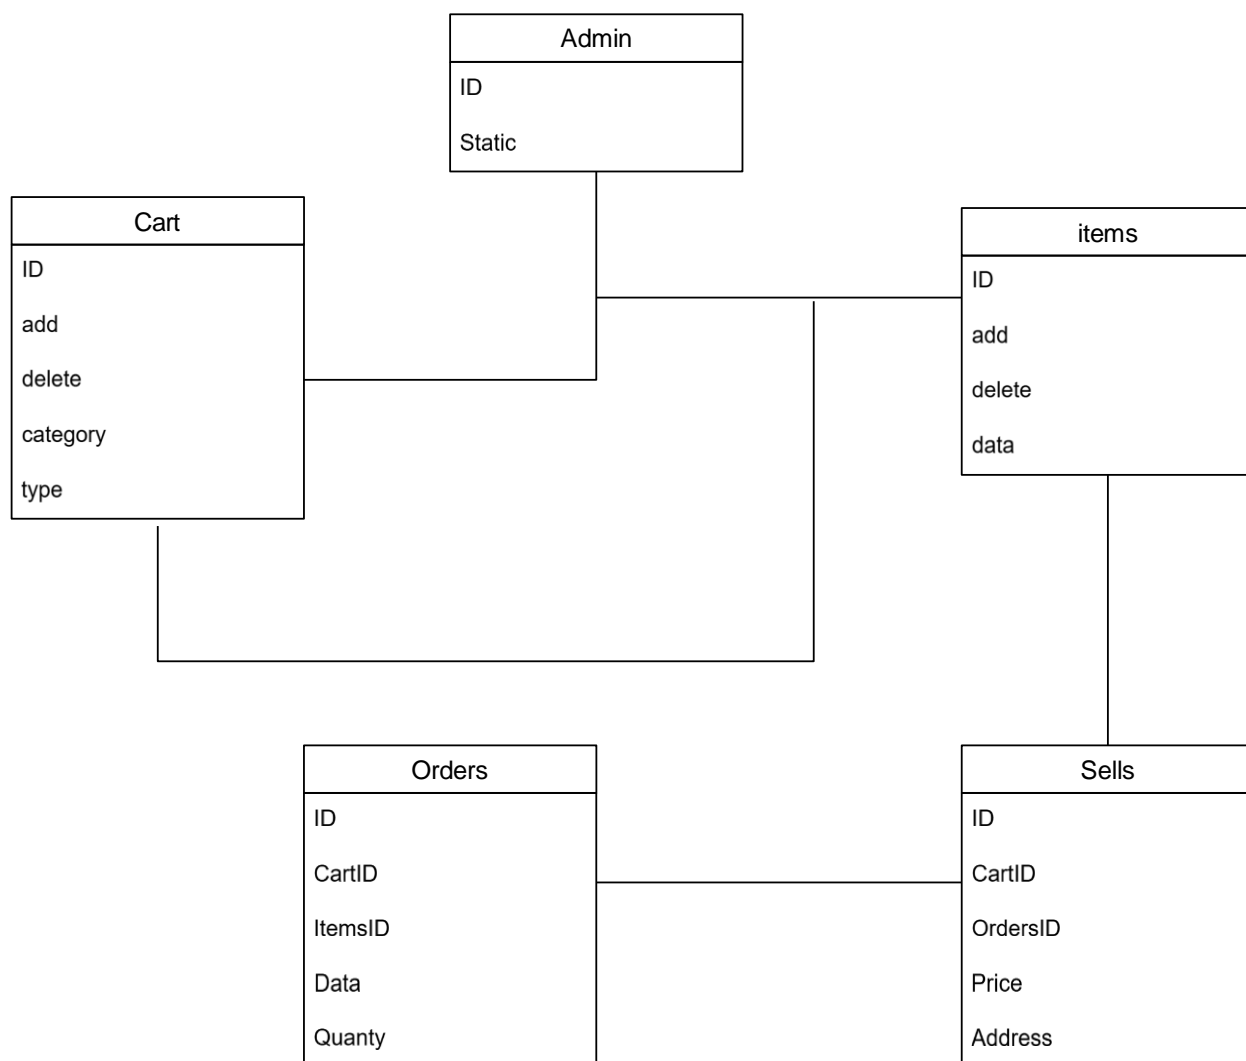 Admin
ID
Static
Cart
ID
add
delete
category
type
items
ID
add
delete
data
Orders
ID
CartID
ItemsID
Data
Quanty
Sells
ID
CartID
OrdersID
Price
Address